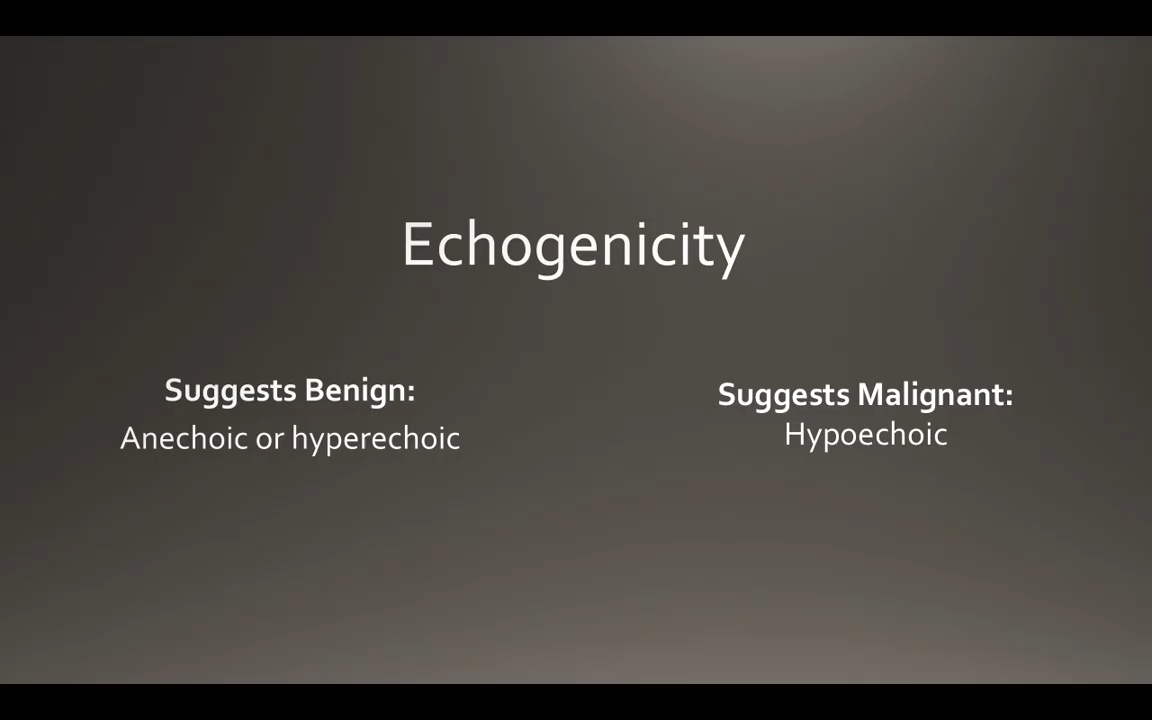 Echogenicity
Suggests Benign:
Anechoic or hyperechoic
Suggests Malignant:
Hypoechoic